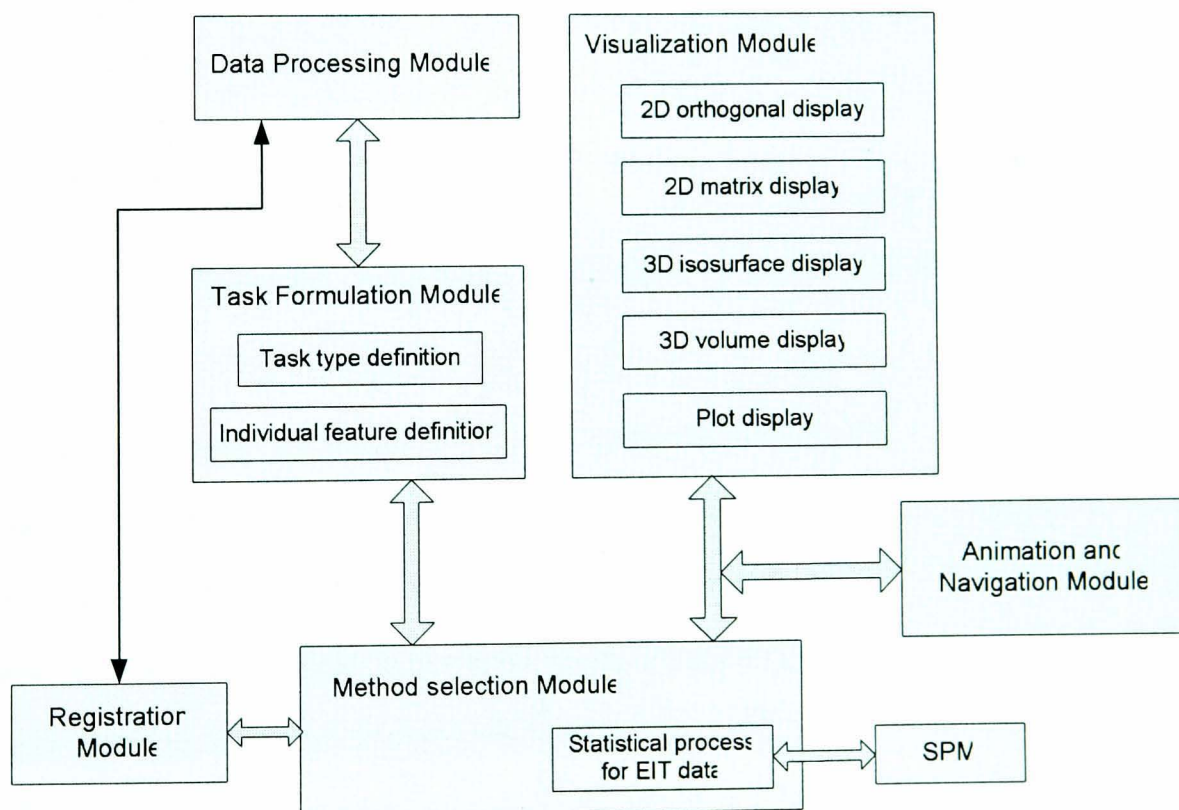 Data Processing Module
Task Formulation Module
Task type definition
Individual feature definition
Visualization Module
2D orthogonal display
2D matrix display
3D isosurface display
3D volume display
Plot display
Animation and
Navigation Module
Method selection Module
Statistical process
for EIT data
Registration
Module
SPM